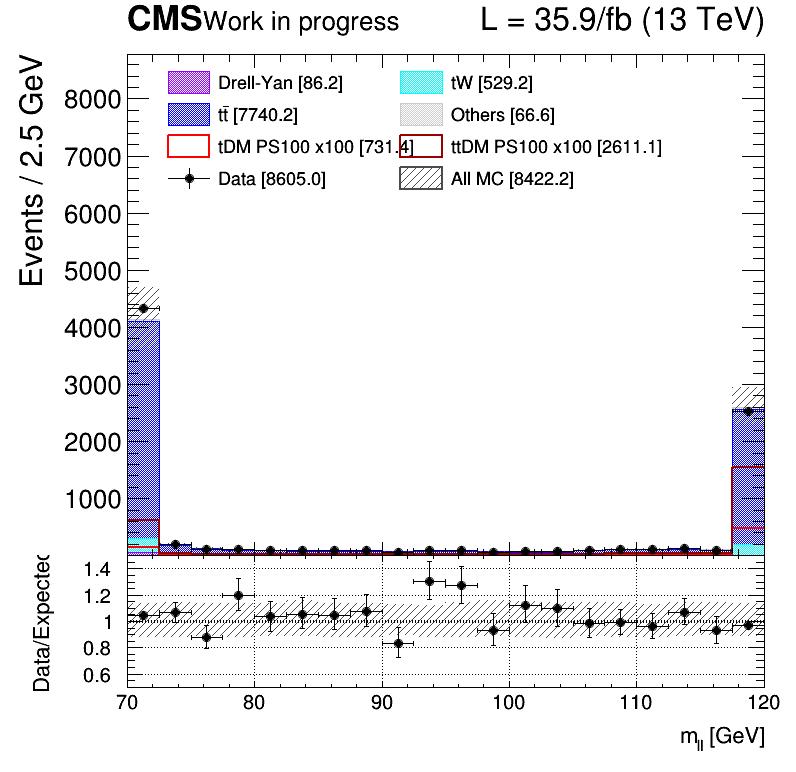 CMS Work in progress L = 35.9/fb (13 TeV)
Events / 2.5 GeV
8000
7000
6000
5000
4000
3000
2000
1000
Drell-Yan [86.2] tW [529.2]
tt̄ [7740.2] Others [66.6]
tDM PS100 x100 [731.4] ttDM PS100 x100 [2611.1]
Data [8605.0] All MC [8422.2]
Data/Expected
1.4
1.2
1
0.8
0.6
70 80 90 100 110 120
m_ll [GeV]